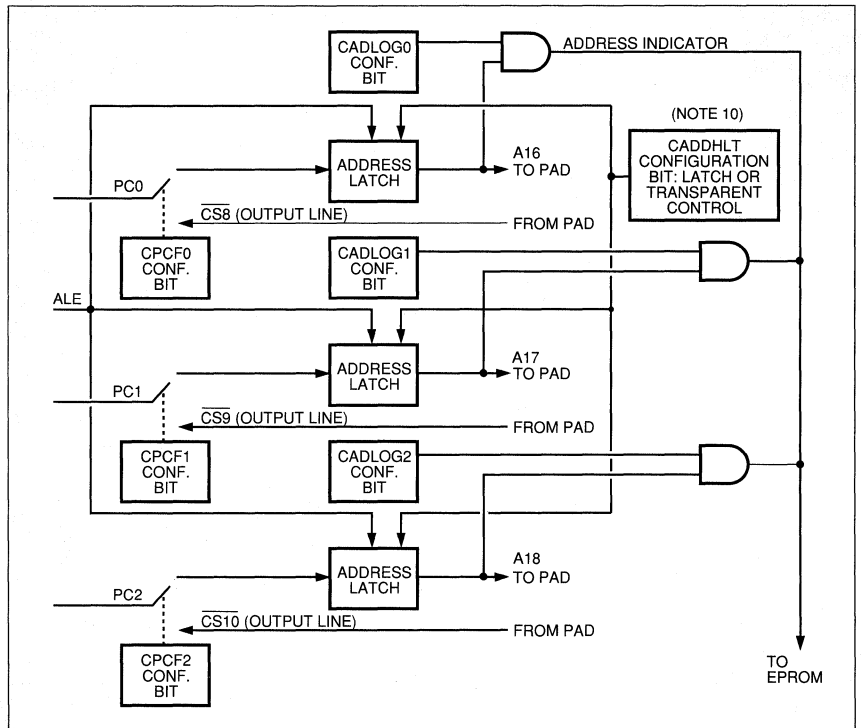 CADLOG0
CONF.
BIT
ADDRESS INDICATOR
(NOTE 10)
CADDHLT
CONFIGURATION
BIT: LATCH OR
TRANSPARENT
CONTROL
PC0
ADDRESS
LATCH
A16
TO PAD
CS8 (OUTPUT LINE)
FROM PAD
CPCF0
CONF.
BIT
CADLOG1
CONF.
BIT
ALE
PC1
ADDRESS
LATCH
A17
TO PAD
CS9 (OUTPUT LINE)
FROM PAD
CPCF1
CONF.
BIT
CADLOG2
CONF.
BIT
PC2
ADDRESS
LATCH
A18
TO PAD
CS10 (OUTPUT LINE)
FROM PAD
CPCF2
CONF.
BIT
TO
EPROM